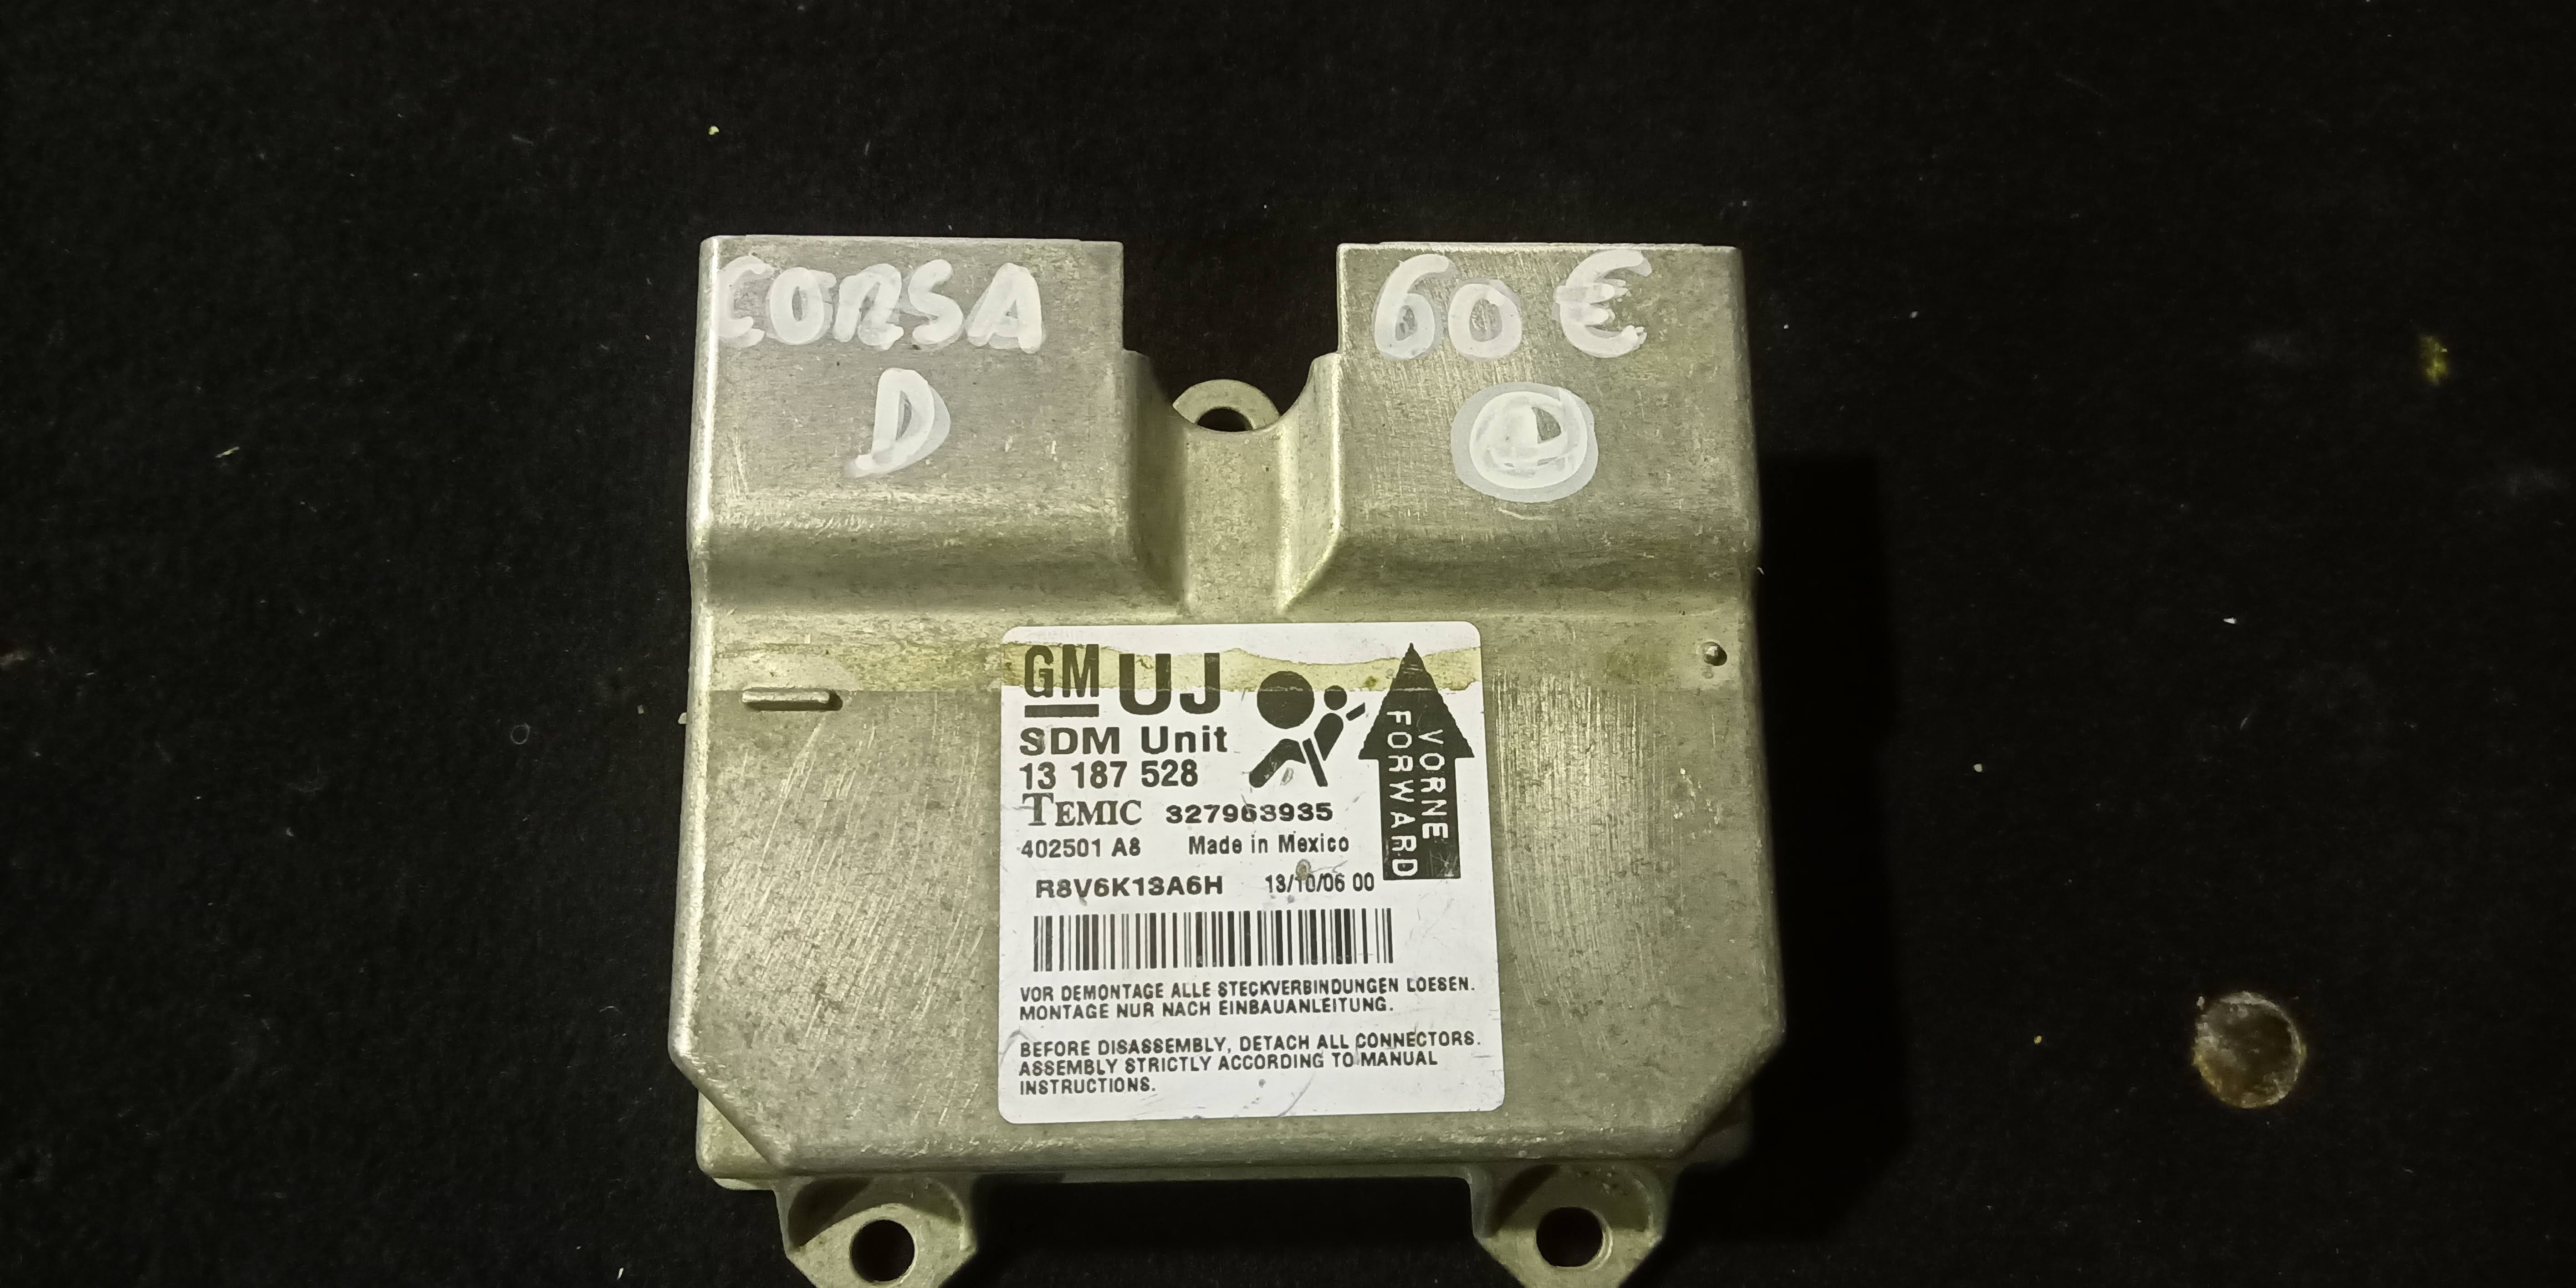 CORSA
D
60 €
GM UJ
SDM Unit
13 187 528
TEMIC 327963935
402501 A8 Made in Mexico
R8V6K13A6H 13/10/06 00
VORNE
FORWARD
VOR DEMONTAGE ALLE STECKVERBINDUNGEN LOESEN.
MONTAGE NUR NACH EINBAUANLEITUNG.
BEFORE DISASSEMBLY, DETACH ALL CONNECTORS.
ASSEMBLY STRICTLY ACCORDING TO MANUAL
INSTRUCTIONS.